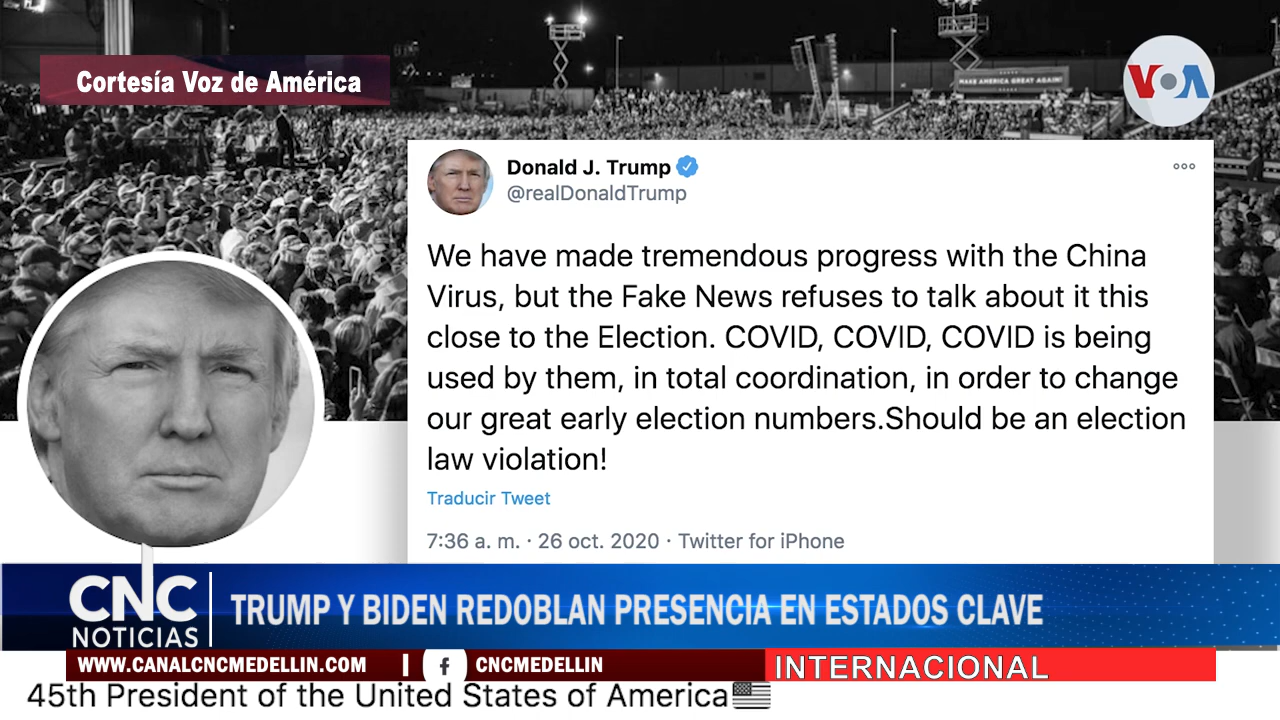 Cortesía Voz de América
VOA
MAKE AMERICA GREAT AGAIN!
Donald J. Trump
@realDonaldTrump
We have made tremendous progress with the China
Virus, but the Fake News refuses to talk about it this
close to the Election. COVID, COVID, COVID is being
used by them, in total coordination, in order to change
our great early election numbers.Should be an election
law violation!
Traducir Tweet
7:36 a. m. · 26 oct. 2020 · Twitter for iPhone
CNC
NOTICIAS
TRUMP Y BIDEN REDOBLAN PRESENCIA EN ESTADOS CLAVE
WWW.CANALCNCMEDELLIN.COM | f CNCMEDELLIN
INTERNACIONAL
45th President of the United States of America